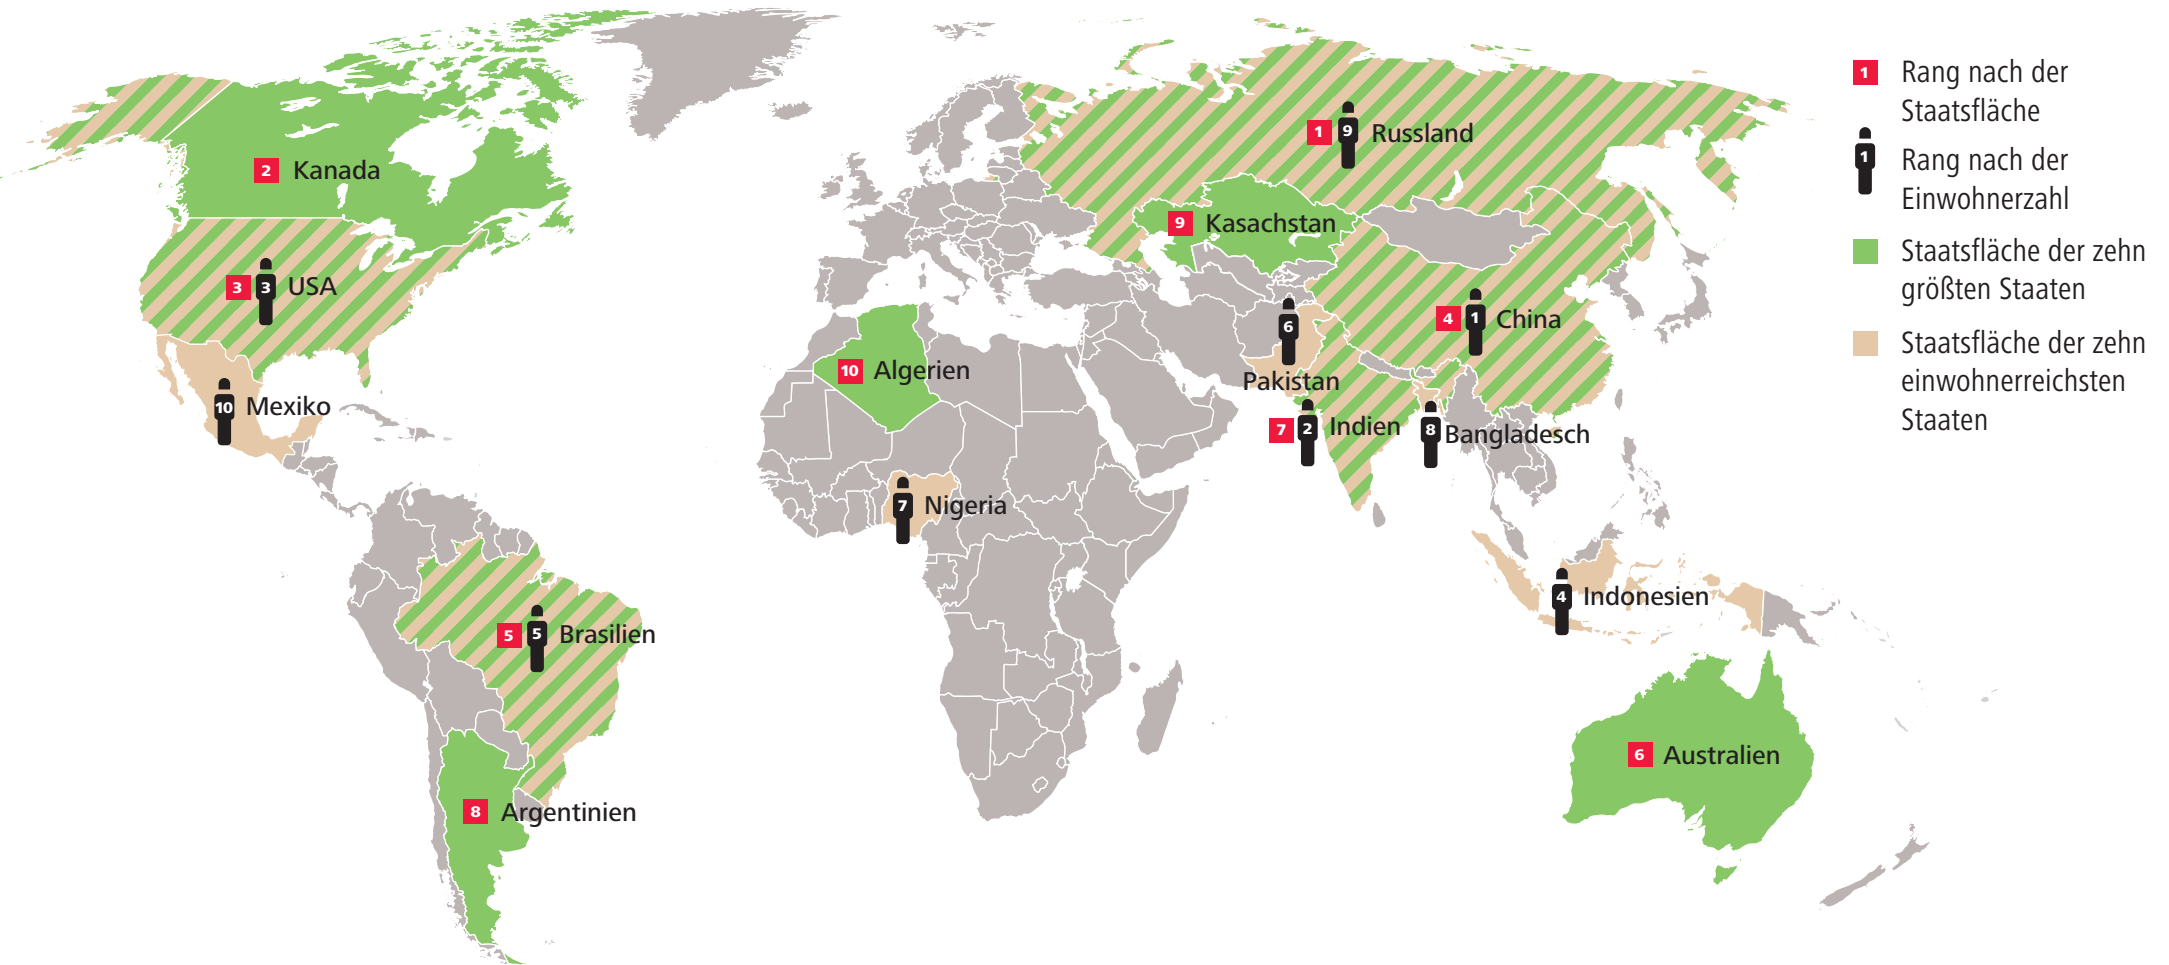 1 Rang nach der
Staatsfläche
1 Rang nach der
Einwohnerzahl
Staatsfläche der zehn
größten Staaten
Staatsfläche der zehn
einwohnerreichsten
Staaten
2 Kanada
3 3 USA
10 Mexiko
5 5 Brasilien
8 Argentinien
10 Algerien
7 Nigeria
1 9 Russland
9 Kasachstan
4 1 China
6
Pakistan
7 2 Indien
8 Bangladesch
4 Indonesien
6 Australien